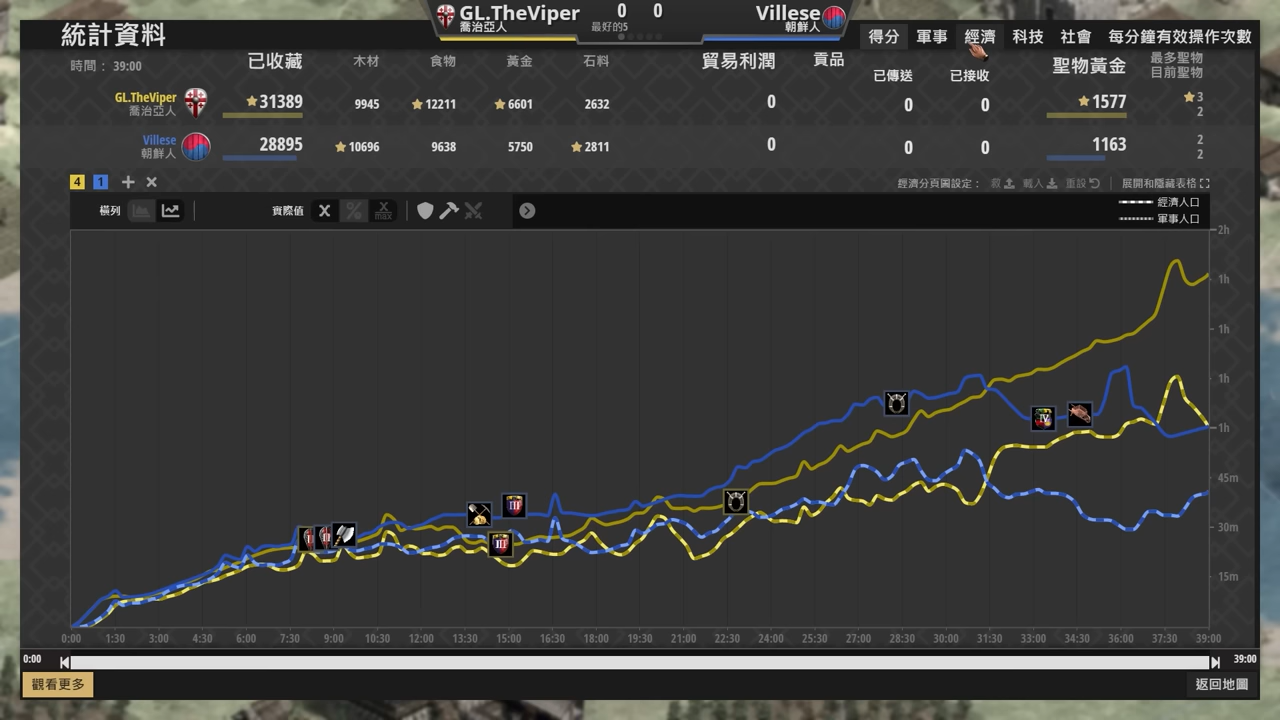 GL.TheViper
0 0
Villese
喬治亞人
最好的5
朝鮮人
統計資料
得分 軍事 經濟 科技 社會 每分鐘有效操作次數
時間： 39:00
已收藏 木材 食物 黃金 石料 貿易利潤 貢品 已傳送 已接收 聖物黃金 最多聖物 目前聖物
GL.TheViper
喬治亞人
31389 9945 12211 6601 2632 0 0 0 1577 3
2
Villese
朝鮮人
28895 10696 9638 5750 2811 0 0 0 1163 2
2
4 1
經濟分頁圖設定： 載入 重設 展開和隱藏表格
橫列 實際值 X % X max
經濟人口
軍事人口
2h
1h
1h
1h
1h
45m
30m
15m
III
III
IV
0:00 1:30 3:00 4:30 6:00 7:30 9:00 10:30 12:00 13:30 15:00 16:30 18:00 19:30 21:00 22:30 24:00 25:30 27:00 28:30 30:00 31:30 33:00 34:30 36:00 37:30 39:00
0:00 39:00
觀看更多 返回地圖